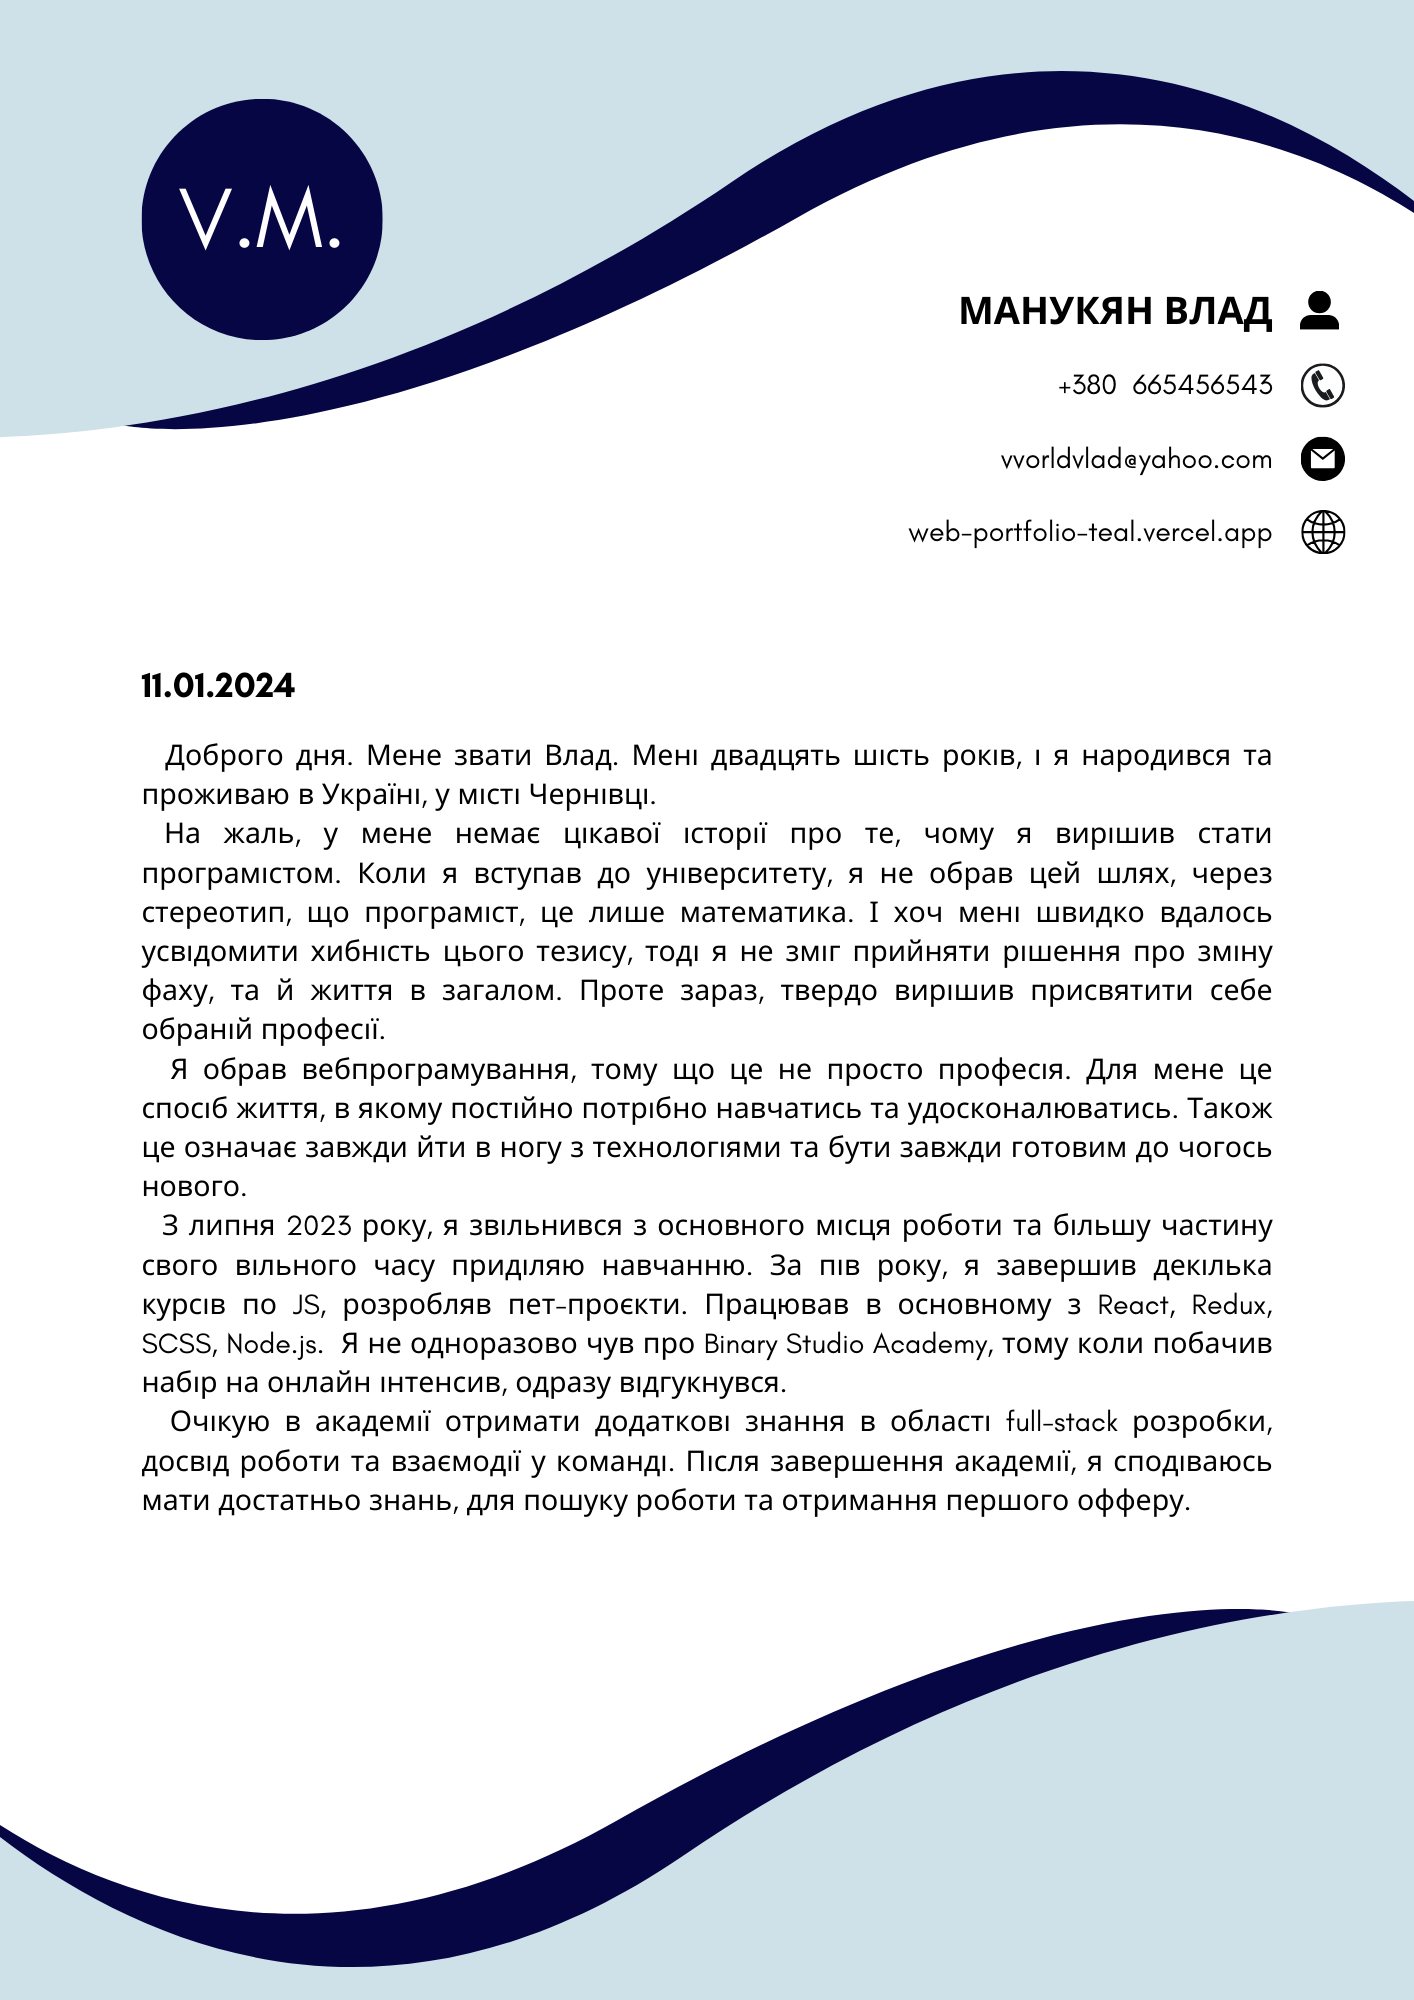 V.M.
МАНУКЯН ВЛАД
+380 665456543
vvorldvlad@yahoo.com
web-portfolio-teal.vercel.app
11.01.2024
Доброго дня. Мене звати Влад. Мені двадцять шість років, і я народився та
проживаю в Україні, у місті Чернівці.
На жаль, у мене немає цікавої історії про те, чому я вирішив стати
програмістом. Коли я вступав до університету, я не обрав цей шлях, через
стереотип, що програміст, це лише математика. І хоч мені швидко вдалось
усвідомити хибність цього тезису, тоді я не зміг прийняти рішення про зміну
фаху, та й життя в загалом. Проте зараз, твердо вирішив присвятити себе
обраній професії.
Я обрав вебпрограмування, тому що це не просто професія. Для мене це
спосіб життя, в якому постійно потрібно навчатись та удосконалюватись. Також
це означає завжди йти в ногу з технологіями та бути завжди готовим до чогось
нового.
З липня 2023 року, я звільнився з основного місця роботи та більшу частину
свого вільного часу приділяю навчанню. За пів року, я завершив декілька
курсів по JS, розробляв пет-проєкти. Працював в основному з React, Redux,
SCSS, Node.js. Я не одноразово чув про Binary Studio Academy, тому коли побачив
набір на онлайн інтенсив, одразу відгукнувся.
Очікую в академії отримати додаткові знання в області full-stack розробки,
досвід роботи та взаємодії у команді. Після завершення академії, я сподіваюсь
мати достатньо знань, для пошуку роботи та отримання першого офферу.